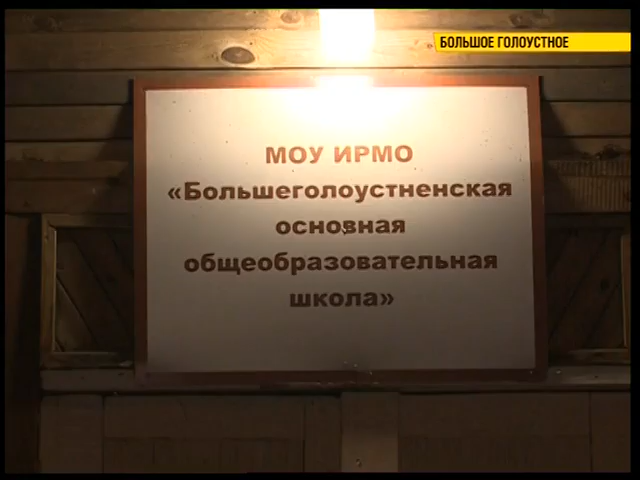 БОЛЬШОЕ ГОЛОУСТНОЕ
МОУ ИРМО
«Большеголоустненская
основная
общеобразовательная
школа»